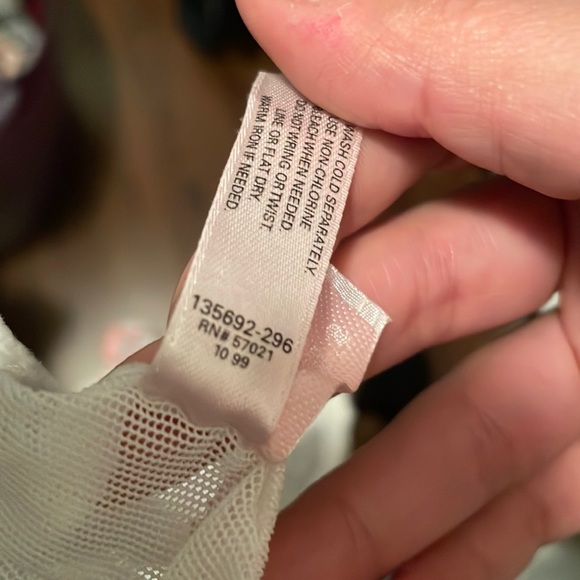 WASH COLD SEPARATELY.
USE NON-CHLORINE
BLEACH WHEN NEEDED.
DO NOT WRING OR TWIST.
LINE OR FLAT DRY.
WARM IRON IF NEEDED.
135692-296
RN# 57021
10 99